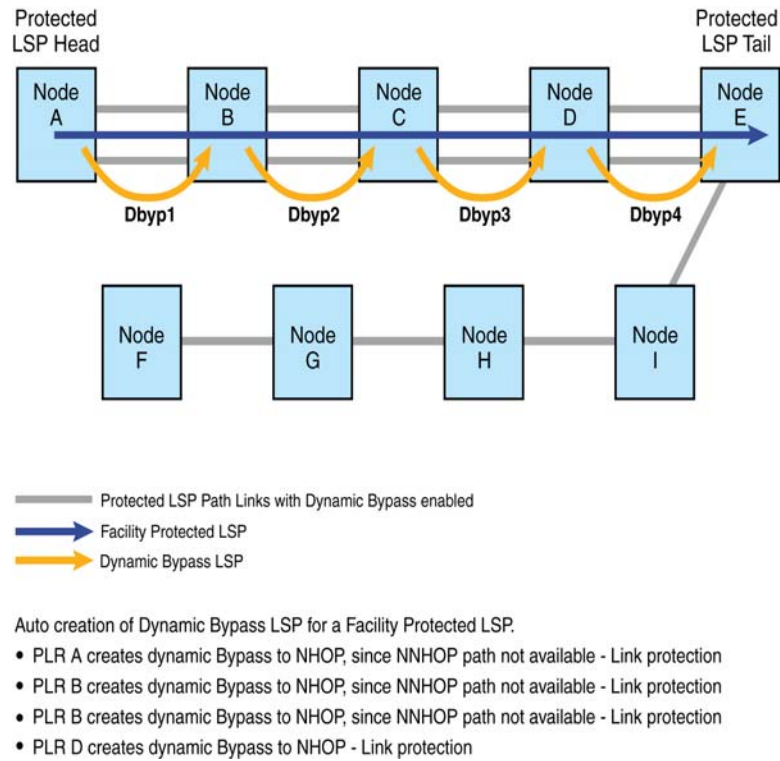 Protected
LSP Head
Protected
LSP Tail
Node
A
Node
B
Node
C
Node
D
Node
E
Dbyp1
Dbyp2
Dbyp3
Dbyp4
Node
F
Node
G
Node
H
Node
I
Protected LSP Path Links with Dynamic Bypass enabled
Facility Protected LSP
Dynamic Bypass LSP
Auto creation of Dynamic Bypass LSP for a Facility Protected LSP.
• PLR A creates dynamic Bypass to NHOP, since NNHOP path not available - Link protection
• PLR B creates dynamic Bypass to NHOP, since NNHOP path not available - Link protection
• PLR B creates dynamic Bypass to NHOP, since NNHOP path not available - Link protection
• PLR D creates dynamic Bypass to NHOP - Link protection